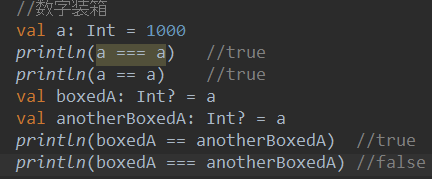 //数字装箱
val a: Int = 1000
println(a === a)   //true
println(a == a)    //true
val boxedA: Int? = a
val anotherBoxedA: Int? = a
println(boxedA == anotherBoxedA)  //true
println(boxedA === anotherBoxedA) //false